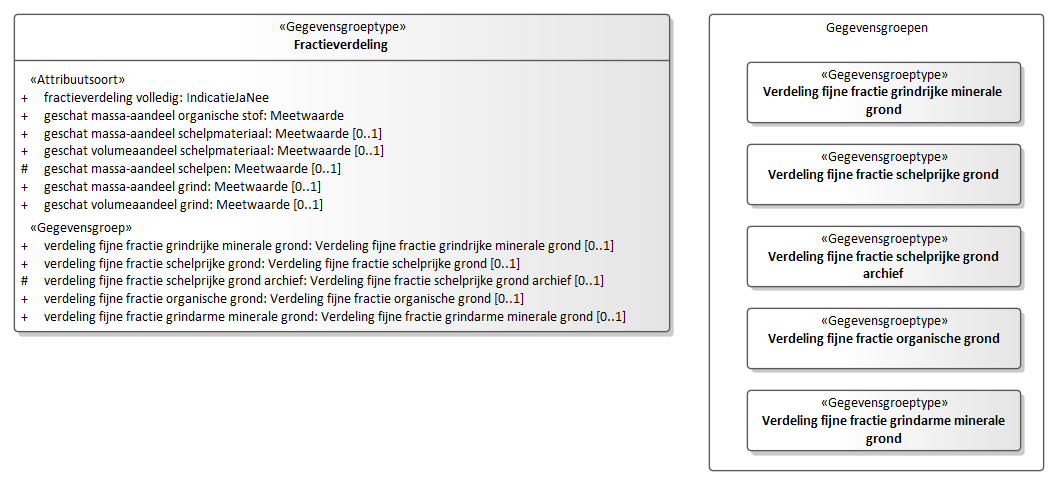 «Gegevensgroeptype»
Fractieverdeling
«Attribuutsoort»
+ fractieverdeling volledig: IndicatieJaNee
+ geschat massa-aandeel organische stof: Meetwaarde
+ geschat massa-aandeel schelpmateriaal: Meetwaarde [0..1]
+ geschat volumeaandeel schelpmateriaal: Meetwaarde [0..1]
# geschat massa-aandeel schelpen: Meetwaarde [0..1]
+ geschat massa-aandeel grind: Meetwaarde [0..1]
+ geschat volumeaandeel grind: Meetwaarde [0..1]
«Gegevensgroep»
+ verdeling fijne fractie grindrijke minerale grond: Verdeling fijne fractie grindrijke minerale grond [0..1]
+ verdeling fijne fractie schelprijke grond: Verdeling fijne fractie schelprijke grond [0..1]
# verdeling fijne fractie schelprijke grond archief: Verdeling fijne fractie schelprijke grond archief [0..1]
+ verdeling fijne fractie organische grond: Verdeling fijne fractie organische grond [0..1]
+ verdeling fijne fractie grindarme minerale grond: Verdeling fijne fractie grindarme minerale grond [0..1]
Gegevensgroepen
«Gegevensgroeptype»
Verdeling fijne fractie grindrijke minerale
grond
«Gegevensgroeptype»
Verdeling fijne fractie schelprijke grond
«Gegevensgroeptype»
Verdeling fijne fractie schelprijke grond
archief
«Gegevensgroeptype»
Verdeling fijne fractie organische grond
«Gegevensgroeptype»
Verdeling fijne fractie grindarme minerale
grond